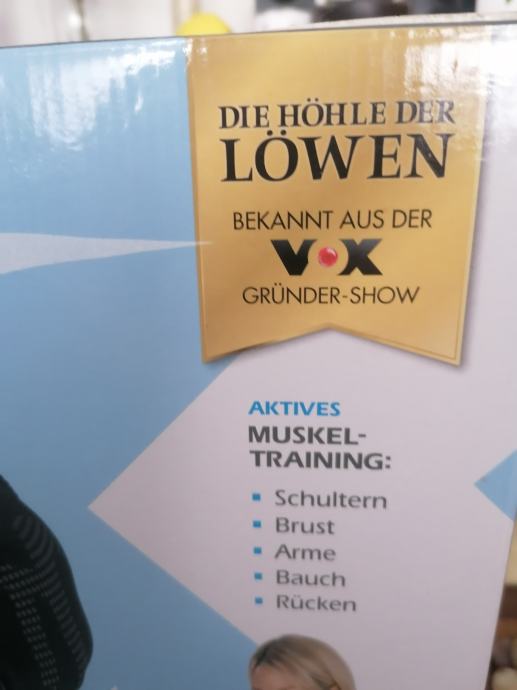 DIE HÖHLE DER
LÖWEN
BEKANNT AUS DER
VOX
GRÜNDER-SHOW
AKTIVES
MUSKEL-
TRAINING:
▪ Schultern
▪ Brust
▪ Arme
▪ Bauch
▪ Rücken